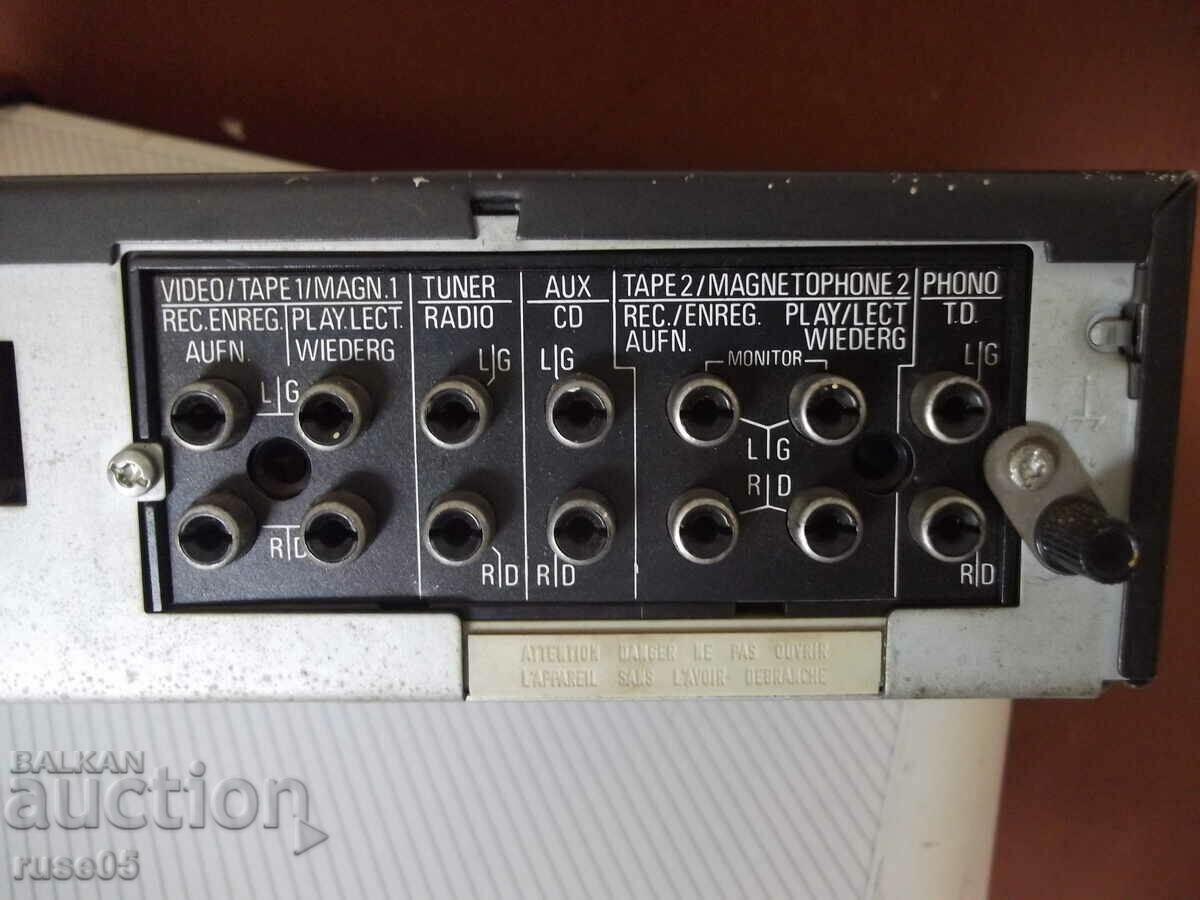 VIDEO/TAPE 1/MAGN.1
REC.ENREG. PLAY.LECT.
AUFN. WIEDERG
L G
R D
TUNER
RADIO
L G
R D
AUX
CD
L G
R D
TAPE 2/MAGNETOPHONE 2
REC./ENREG. PLAY/LECT
AUFN. WIEDERG
MONITOR
L G
R D
PHONO
T.D.
L G
R D
ATTENTION DANGER NE PAS OUVRIR
L'APPAREIL SANS L'AVOIR DEBRANCHE
BALKAN
auction
ruse05